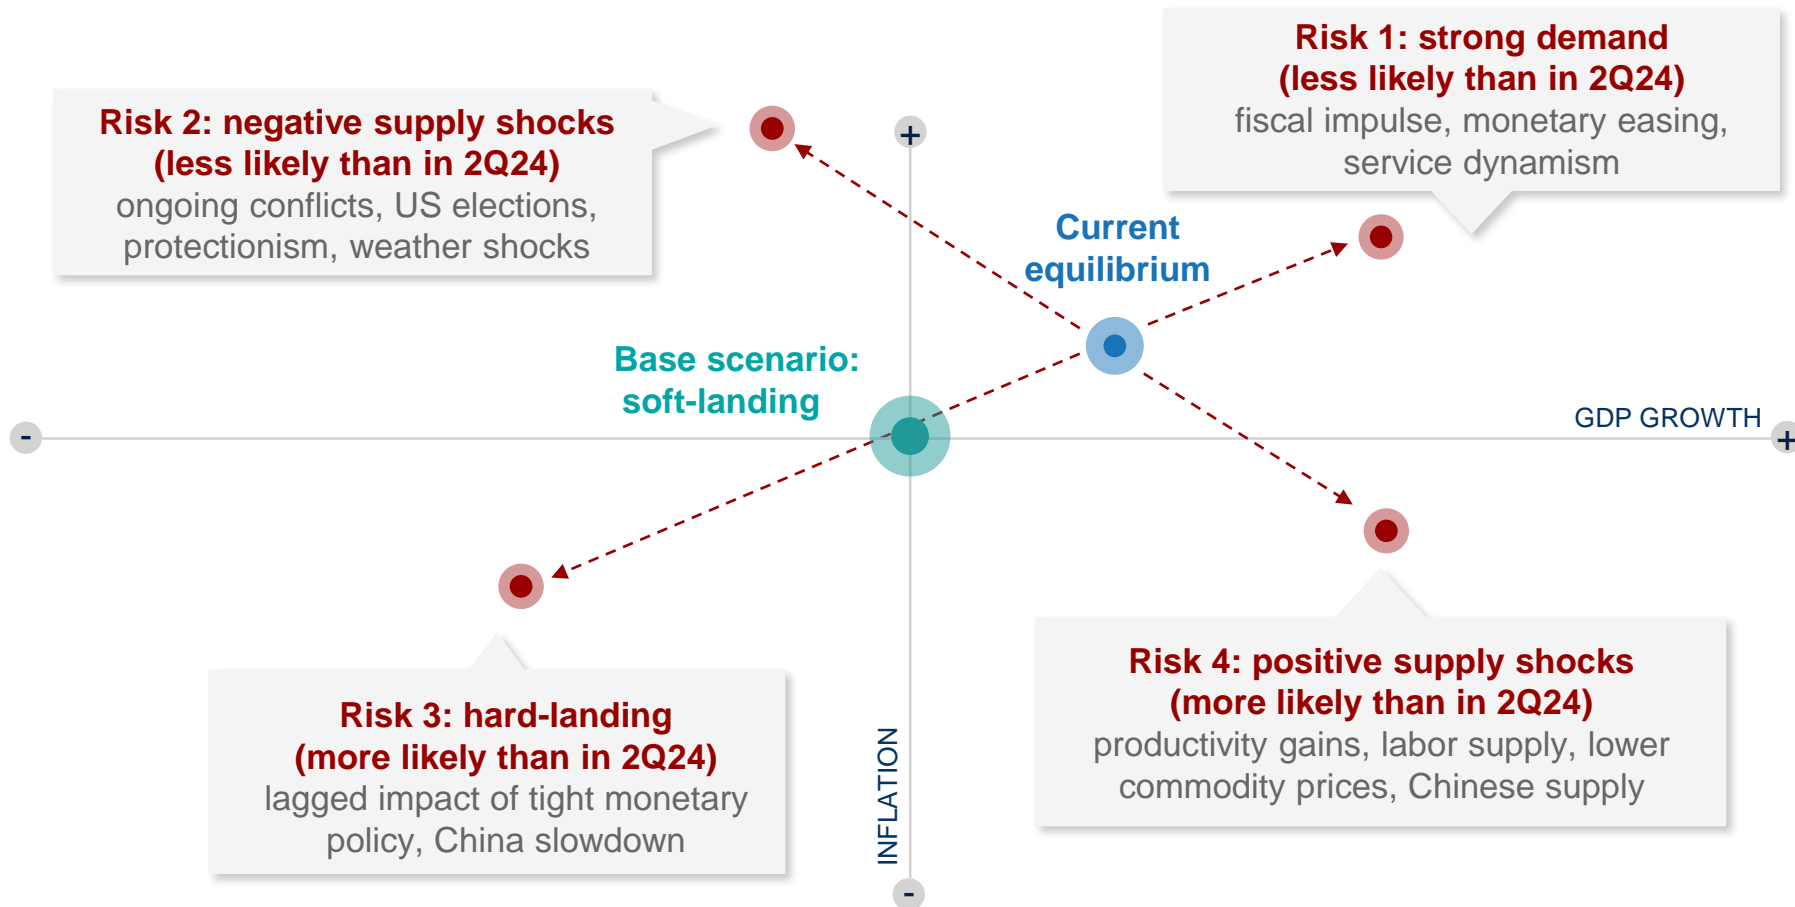 Risk 1: strong demand
(less likely than in 2Q24)
fiscal impulse, monetary easing,
service dynamism
Risk 2: negative supply shocks
(less likely than in 2Q24)
ongoing conflicts, US elections,
protectionism, weather shocks
+
Current
equilibrium
Base scenario:
soft-landing
GDP GROWTH
-
+
Risk 3: hard-landing
(more likely than in 2Q24)
lagged impact of tight monetary
policy, China slowdown
INFLATION
-
Risk 4: positive supply shocks
(more likely than in 2Q24)
productivity gains, labor supply, lower
commodity prices, Chinese supply